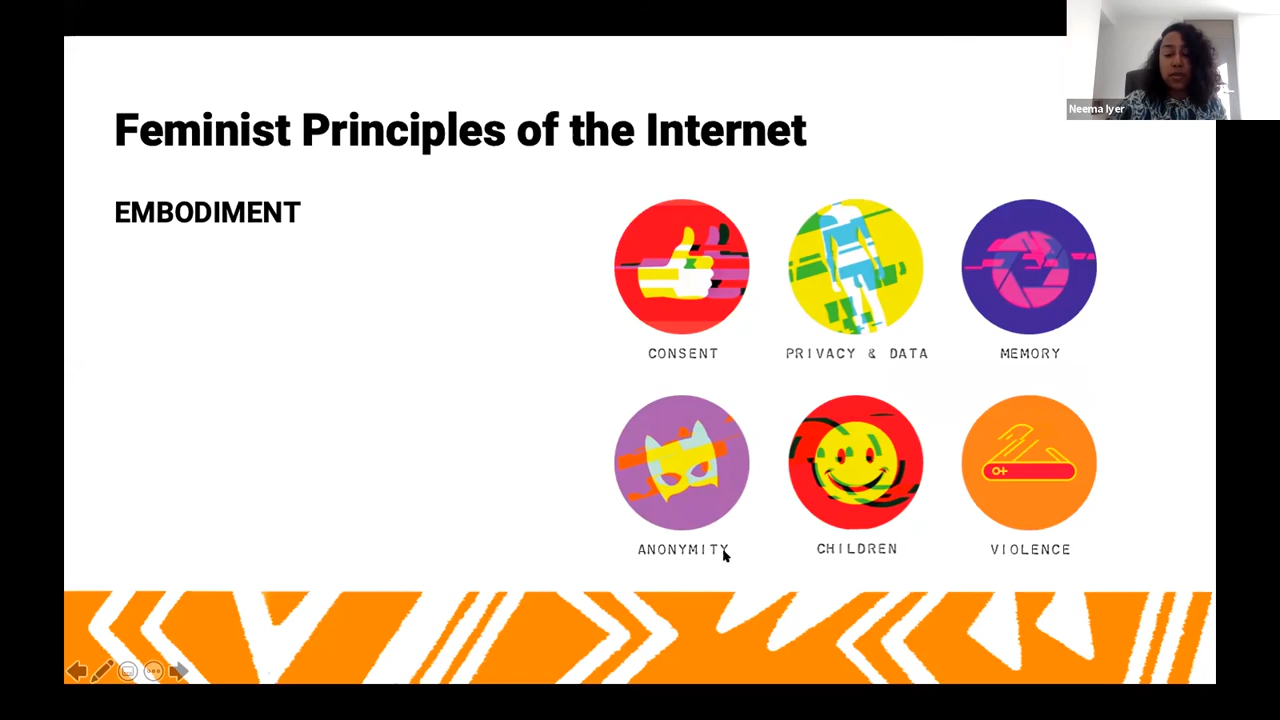 Neema Iyer
Feminist Principles of the Internet
EMBODIMENT
CONSENT
PRIVACY & DATA
MEMORY
ANONYMITY
CHILDREN
VIOLENCE